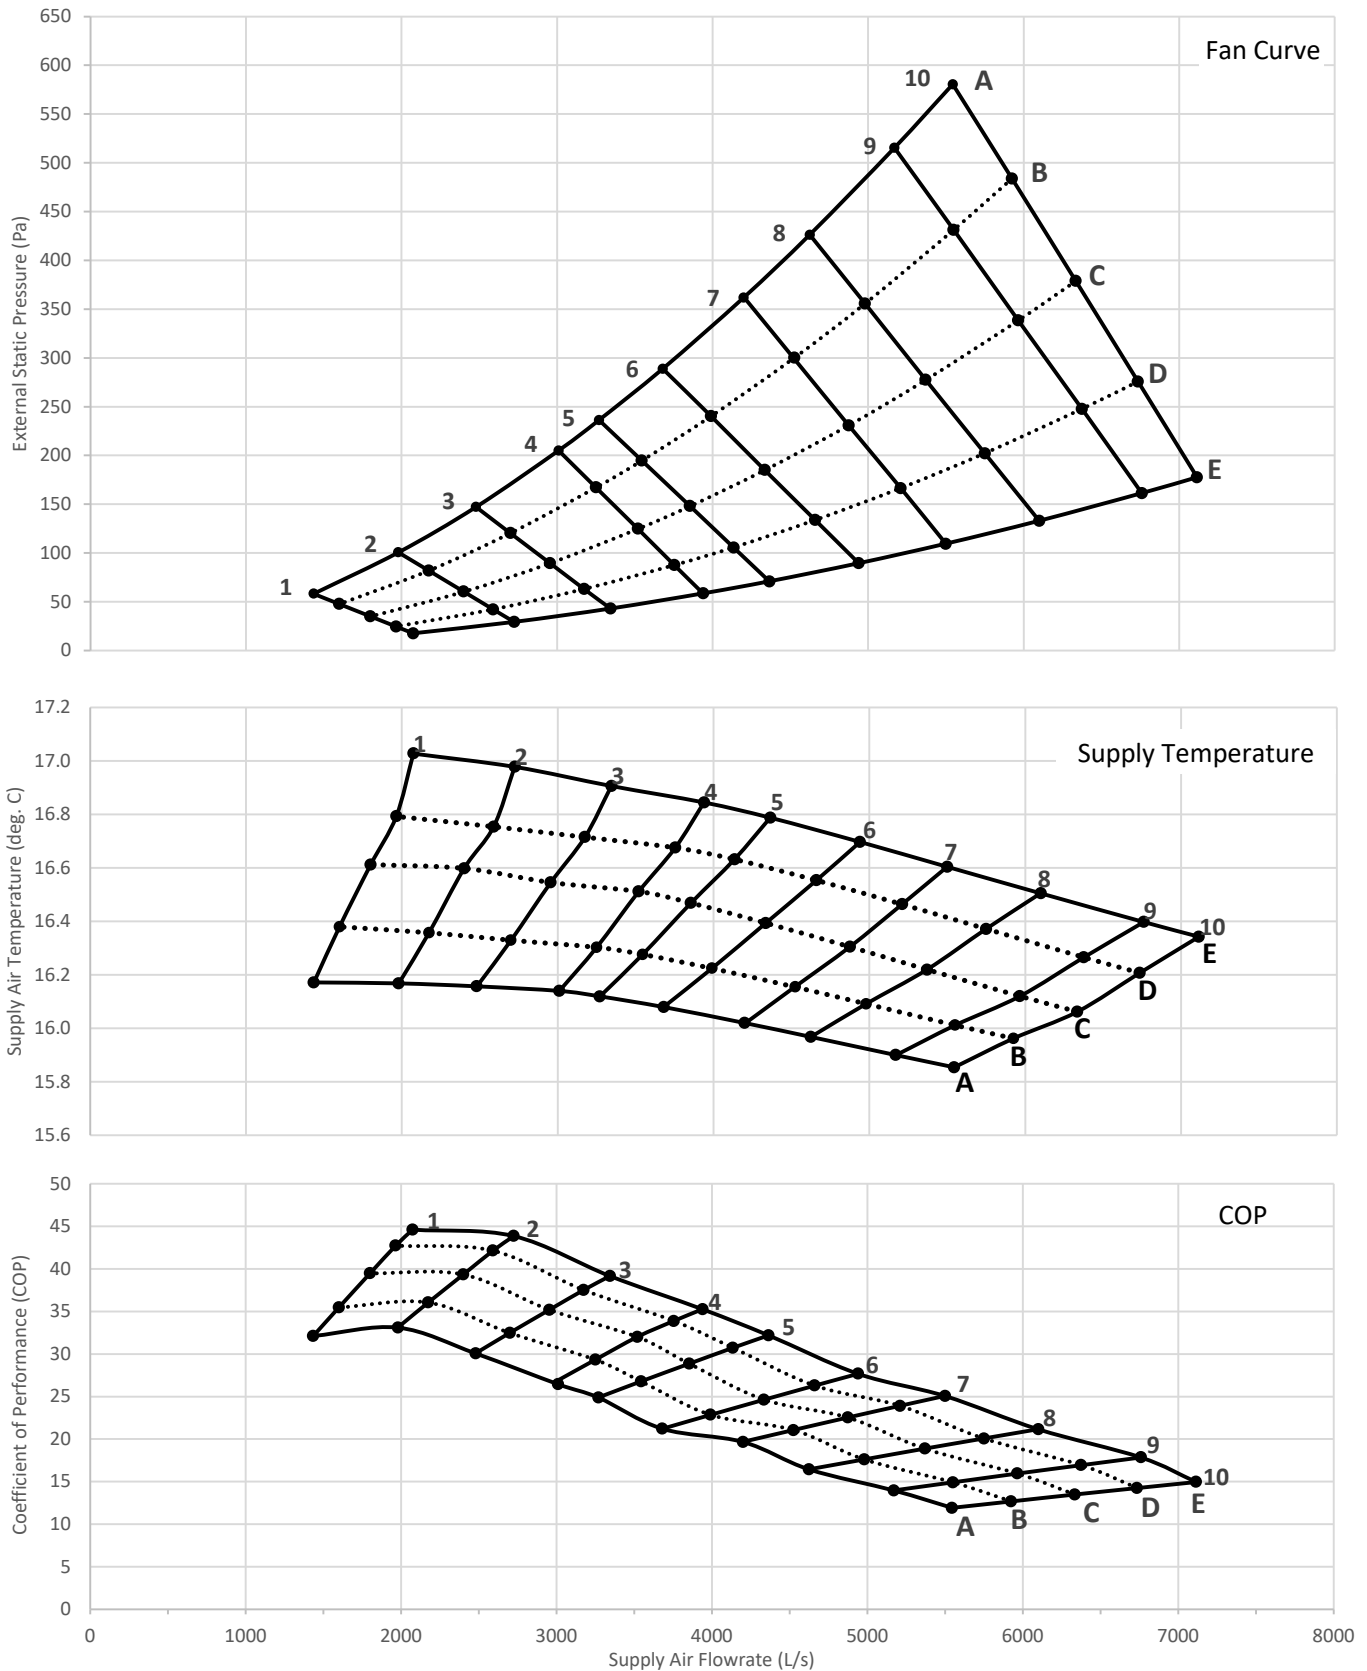 650
Fan Curve
600
10 A
550
9
500
B
450
8
400
C
350
7
300
6
D
250
5
200
4
E
150
3
100
2
50
1
0
External Static Pressure (Pa)
17.2
Supply Temperature
17.0
1
2
3
16.8
4
5
6
16.6
7
8
16.4
9
10
E
16.2
D
C
16.0
B
15.8
A
15.6
Supply Air Temperature (deg. C)
50
COP
45
1
2
40
3
35
4
5
30
6
25
7
8
20
9
15
10
E
D
C
B
A
10
5
0
Coefficient of Performance (COP)
0 1000 2000 3000 4000 5000 6000 7000 8000
Supply Air Flowrate (L/s)